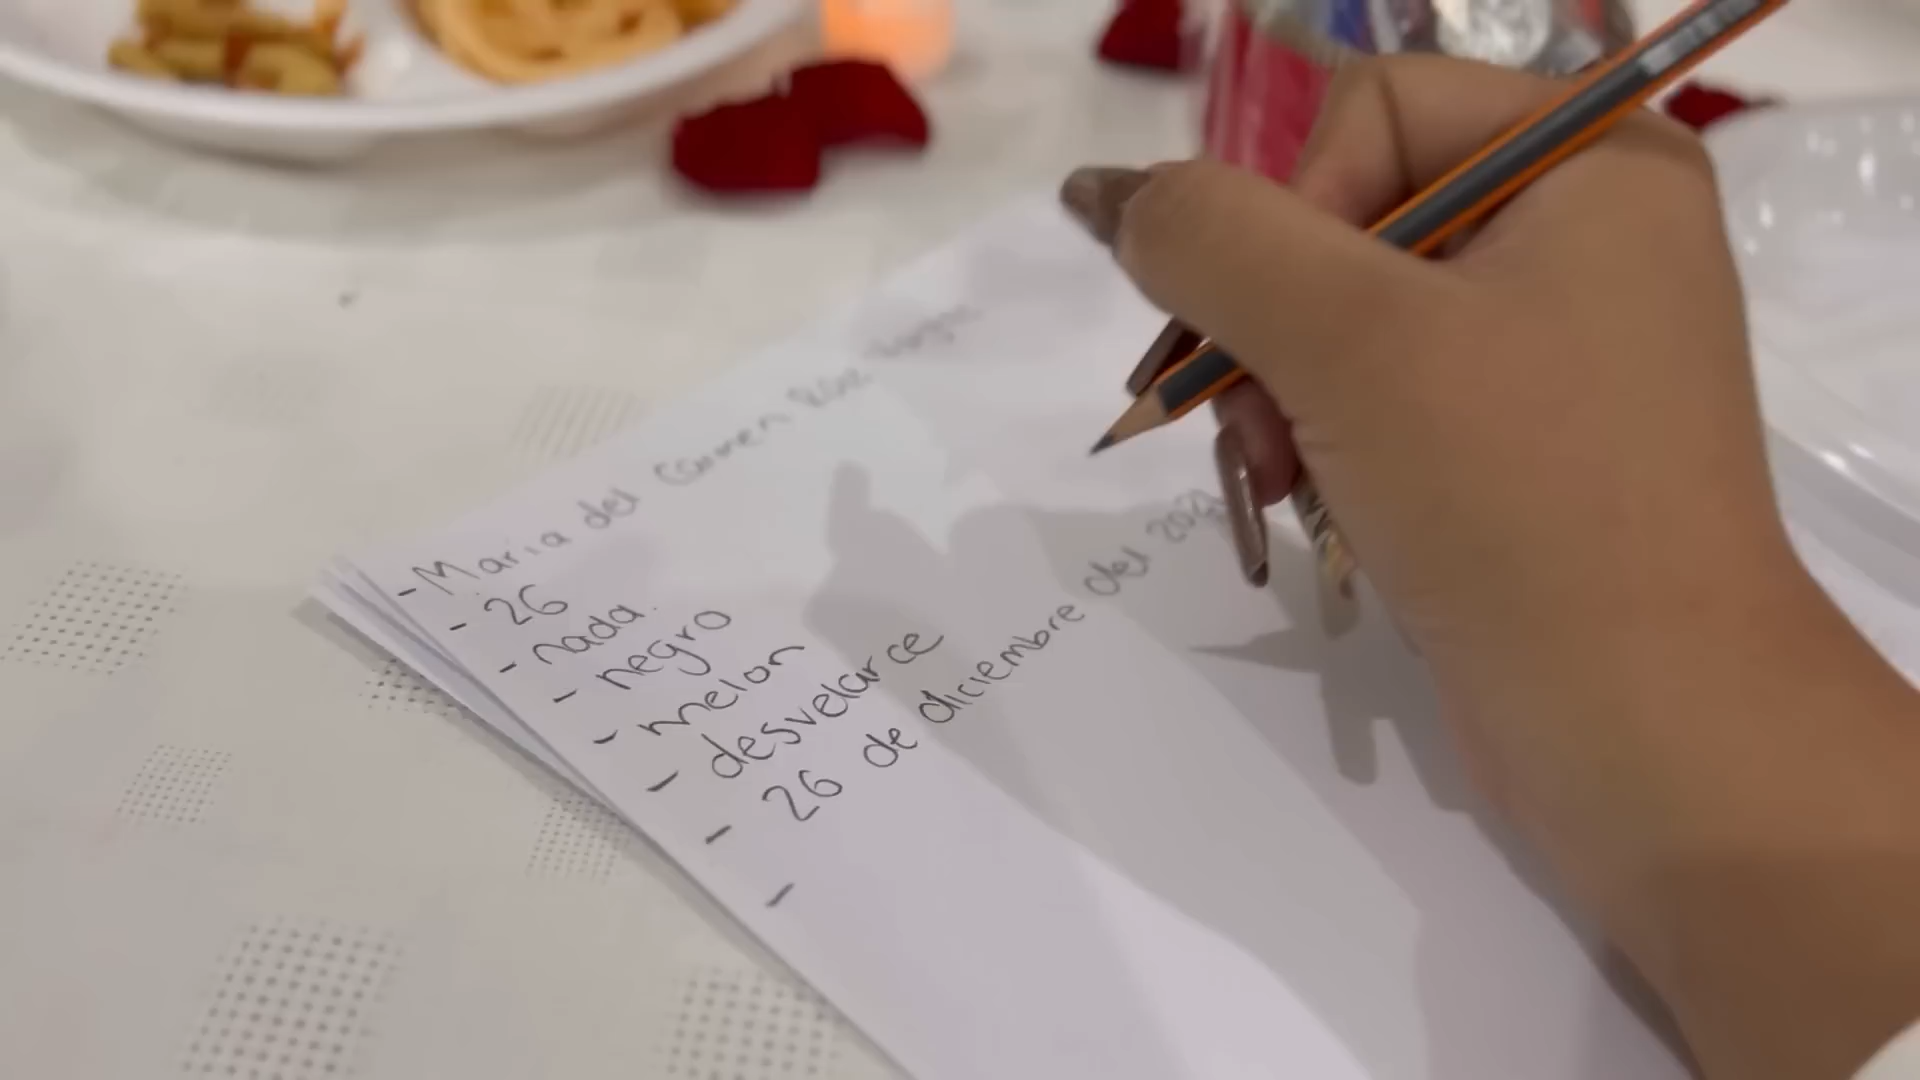 - Maria del Carmen
- 26
- nada.
- negro
- melon
- desvelarce
- 26 de diciembre del
-